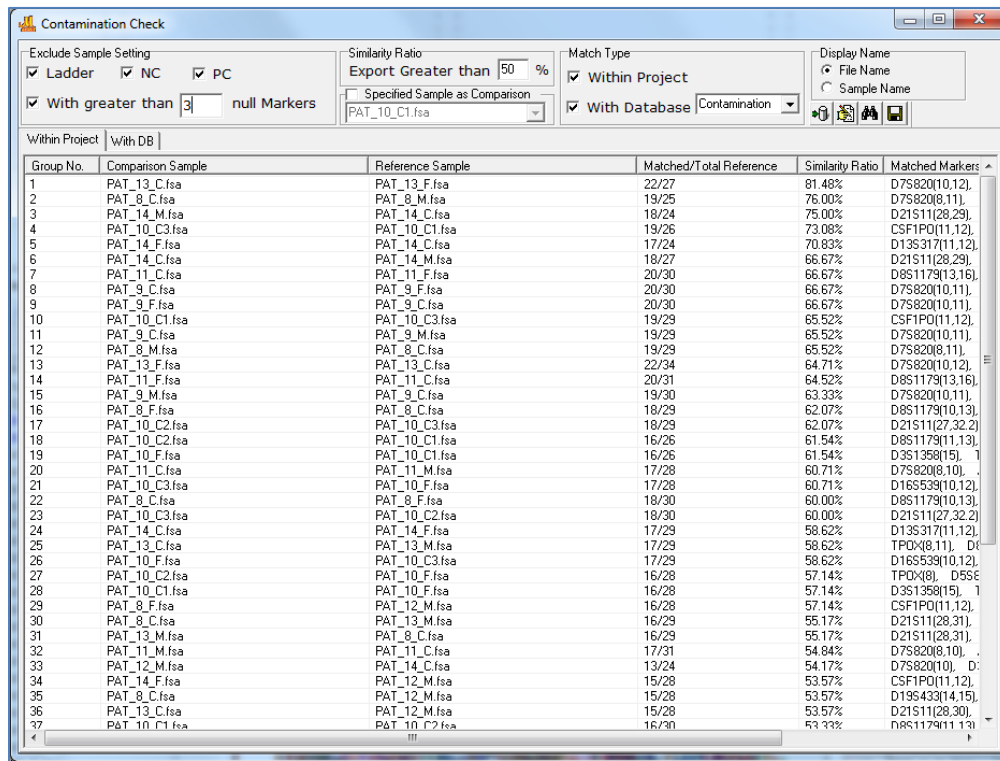 Contamination Check
Exclude Sample Setting
Ladder NC PC
With greater than 3 null Markers
Similarity Ratio
Export Greater than 50 %
Specified Sample as Comparison
PAT_10_C1.fsa
Match Type
Within Project
With Database Contamination
Display Name
File Name
Sample Name
Within Project With DB
Group No. Comparison Sample Reference Sample Matched/Total Reference Similarity Ratio Matched Markers
1 PAT_13_C.fsa PAT_13_F.fsa 22/27 81.48% D7S820(10,12),
2 PAT_8_C.fsa PAT_8_M.fsa 19/25 76.00% D7S820(8,11),
3 PAT_14_M.fsa PAT_14_C.fsa 18/24 75.00% D21S11(28,29),
4 PAT_10_C3.fsa PAT_10_C1.fsa 19/26 73.08% CSF1PO(11,12),
5 PAT_14_F.fsa PAT_14_C.fsa 17/24 70.83% D13S317(11,12),
6 PAT_14_C.fsa PAT_14_M.fsa 18/27 66.67% D21S11(28,29),
7 PAT_11_C.fsa PAT_11_F.fsa 20/30 66.67% D8S1179(13,16),
8 PAT_9_C.fsa PAT_9_F.fsa 20/30 66.67% D7S820(10,11),
9 PAT_9_F.fsa PAT_9_C.fsa 20/30 66.67% D7S820(10,11),
10 PAT_10_C1.fsa PAT_10_C3.fsa 19/29 65.52% CSF1PO(11,12),
11 PAT_9_C.fsa PAT_9_M.fsa 19/29 65.52% D7S820(10,11),
12 PAT_8_M.fsa PAT_8_C.fsa 19/29 65.52% D7S820(8,11),
13 PAT_13_F.fsa PAT_13_C.fsa 22/34 64.71% D7S820(10,12),
14 PAT_11_F.fsa PAT_11_C.fsa 20/31 64.52% D8S1179(13,16),
15 PAT_9_M.fsa PAT_9_C.fsa 19/30 63.33% D7S820(10,11),
16 PAT_8_F.fsa PAT_8_C.fsa 18/29 62.07% D8S1179(10,13),
17 PAT_10_C2.fsa PAT_10_C3.fsa 18/29 62.07% D21S11(27,32.2)
18 PAT_10_C2.fsa PAT_10_C1.fsa 16/26 61.54% D8S1179(11,13),
19 PAT_10_F.fsa PAT_10_C1.fsa 16/26 61.54% D3S1358(15),
20 PAT_11_C.fsa PAT_11_M.fsa 17/28 60.71% D7S820(8,10),
21 PAT_10_C3.fsa PAT_10_F.fsa 17/28 60.71% D16S539(10,12),
22 PAT_8_C.fsa PAT_8_F.fsa 18/30 60.00% D8S1179(10,13),
23 PAT_10_C3.fsa PAT_10_C2.fsa 18/30 60.00% D21S11(27,32.2)
24 PAT_14_C.fsa PAT_14_F.fsa 17/29 58.62% D13S317(11,12),
25 PAT_13_C.fsa PAT_13_M.fsa 17/29 58.62% TPOX(8,11),
26 PAT_10_F.fsa PAT_10_C3.fsa 17/29 58.62% D16S539(10,12),
27 PAT_10_C2.fsa PAT_10_F.fsa 16/28 57.14% TPOX(8), D5S8
28 PAT_10_C1.fsa PAT_10_F.fsa 16/28 57.14% D3S1358(15),
29 PAT_8_F.fsa PAT_12_M.fsa 16/28 57.14% CSF1PO(11,12),
30 PAT_8_C.fsa PAT_13_M.fsa 16/29 55.17% D21S11(28,31),
31 PAT_13_M.fsa PAT_8_C.fsa 16/29 55.17% D21S11(28,31),
32 PAT_11_M.fsa PAT_11_C.fsa 17/31 54.84% D7S820(8,10),
33 PAT_12_M.fsa PAT_14_C.fsa 13/24 54.17% D7S820(10),
34 PAT_14_F.fsa PAT_12_M.fsa 15/28 53.57% CSF1PO(11,12),
35 PAT_8_C.fsa PAT_12_M.fsa 15/28 53.57% D19S433(14,15),
36 PAT_13_C.fsa PAT_12_M.fsa 15/28 53.57% D21S11(28,30),
37 PAT_10_C1.fsa PAT_10_C2.fsa 16/30 53.33% D8S1179(11,13)